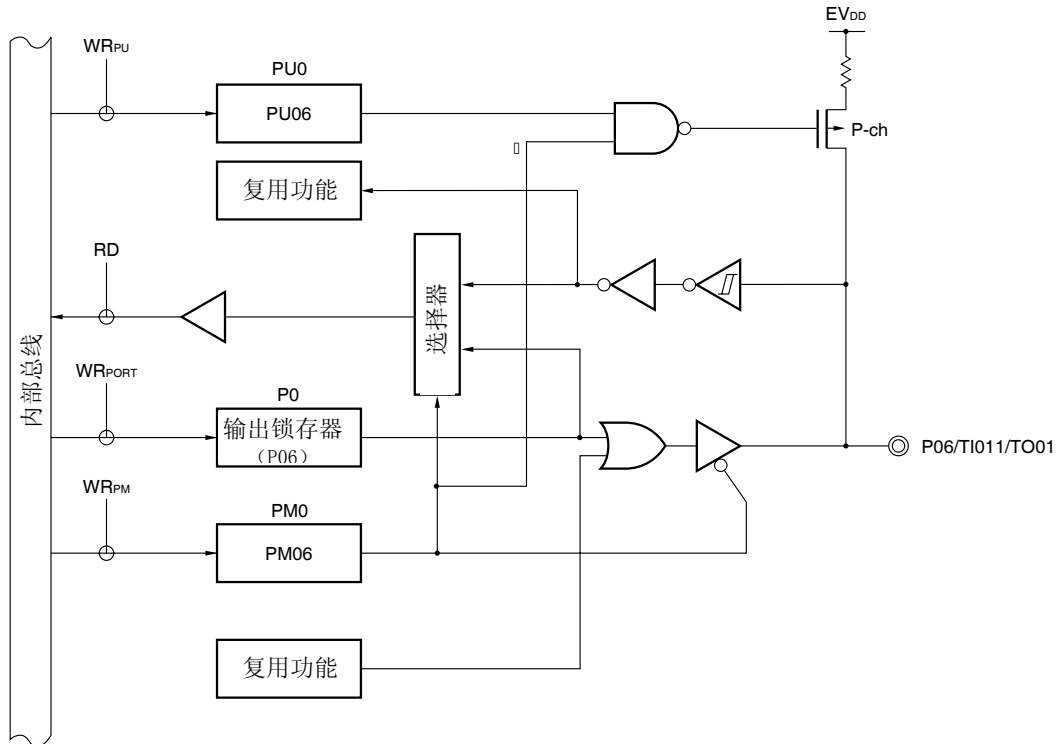 EVDD
WRPU
PU0
PU06
P-ch
复用功能
RD
选择器
内部总线
WRPORT
P0
输出锁存器
（P06）
P06/TI011/TO01
WRPM
PM0
PM06
复用功能